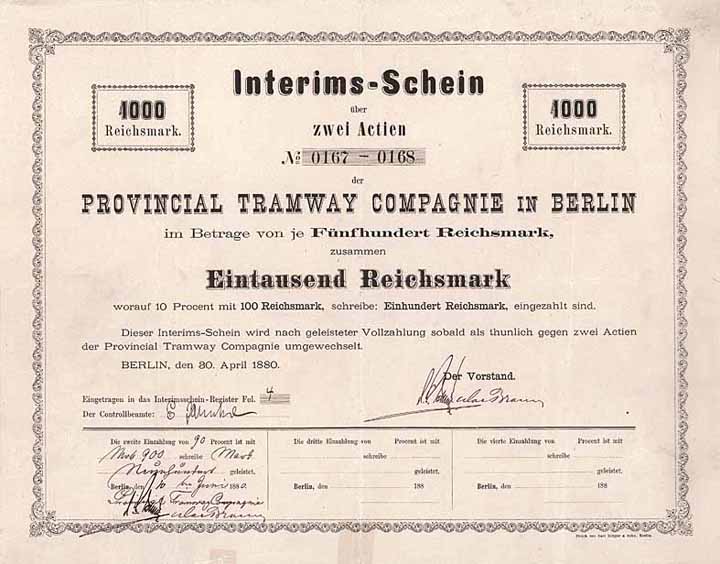 1000
Reichsmark.
Interims-Schein
über
zwei Actien
No 0167 – 0168
1000
Reichsmark.
der
PROVINCIAL TRAMWAY COMPAGNIE IN BERLIN
im Betrage von je Fünfhundert Reichsmark,
zusammen
Eintausend Reichsmark
worauf 10 Procent mit 100 Reichsmark, schreibe: Einhundert Reichsmark, eingezahlt sind.
Dieser Interims-Schein wird nach geleisteter Vollzahlung sobald als thunlich gegen zwei Actien
der Provincial Tramway Compagnie umgewechselt.
BERLIN, den 30. April 1880.
Der Vorstand.
Eingetragen in das Interimsschein-Register Fol. 4
Der Controllbeamte:
Die zweite Einzahlung von 90 Procent ist mit
Mark 900 schreibe Mark
Neunhundert geleistet.
Berlin, den 10 Juni 1880.
Provincial Tramway Compagnie
Die dritte Einzahlung von Procent ist mit
schreibe
geleistet.
Berlin, den 188
Die vierte Einzahlung von Procent ist mit
schreibe
geleistet.
Berlin, den 188